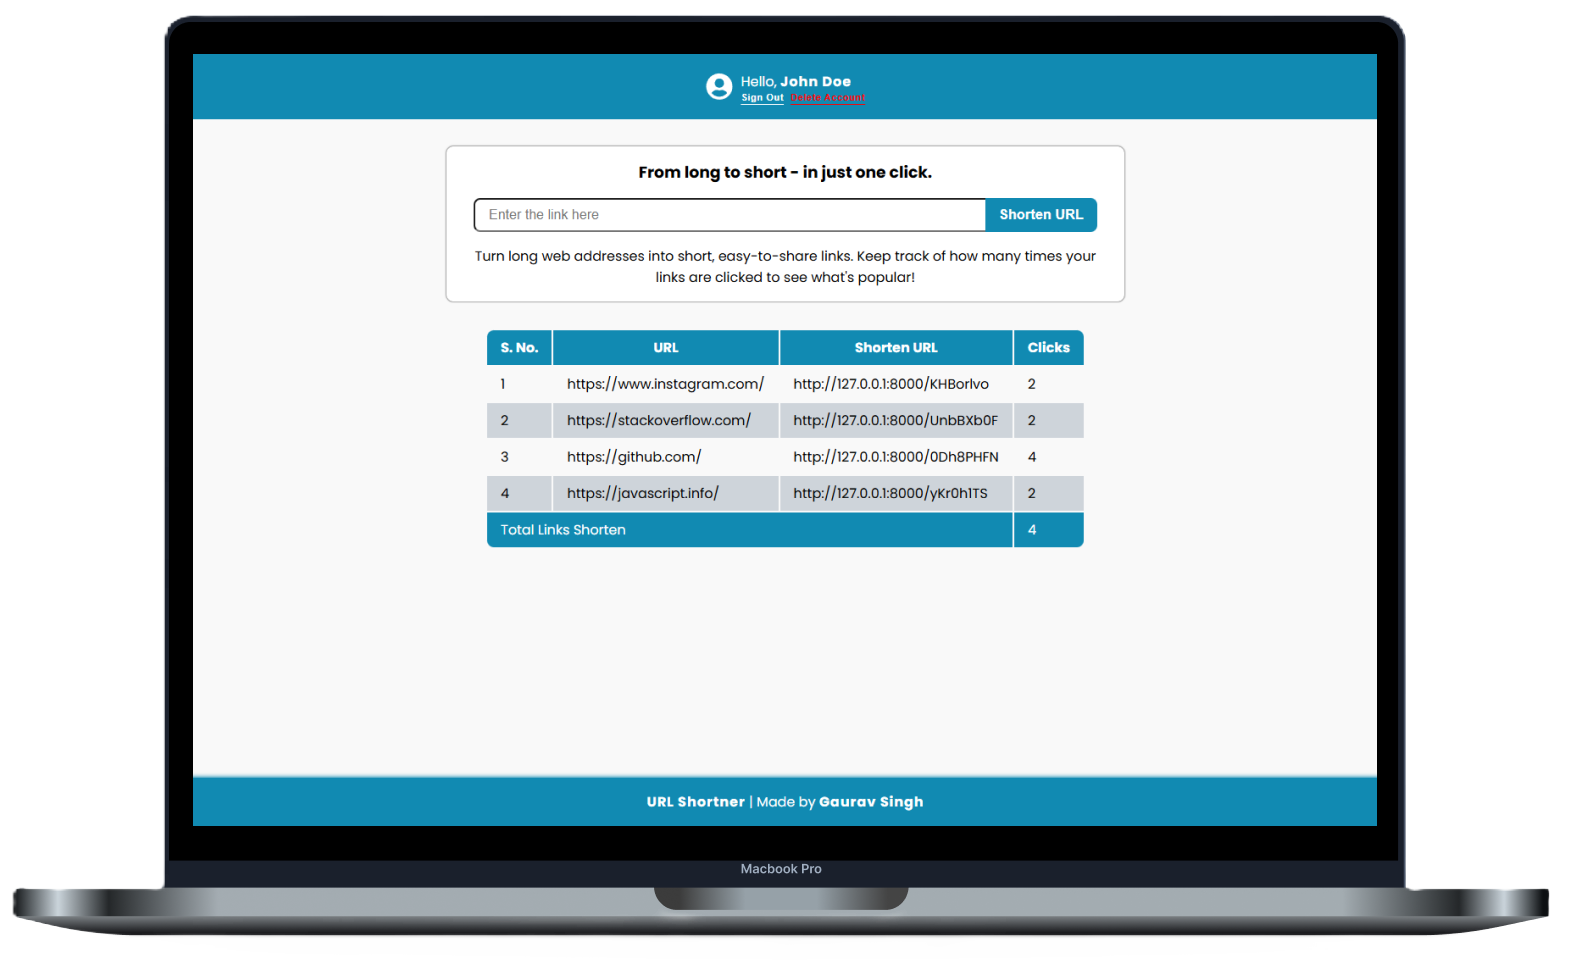 Hello, John Doe
Sign Out Delete Account
From long to short - in just one click.
Enter the link here Shorten URL
Turn long web addresses into short, easy-to-share links. Keep track of how many times your
links are clicked to see what's popular!
S. No. URL Shorten URL Clicks
1 https://www.instagram.com/ http://127.0.0.1:8000/KHBorlvo 2
2 https://stackoverflow.com/ http://127.0.0.1:8000/UnbBXb0F 2
3 https://github.com/ http://127.0.0.1:8000/0Dh8PHFN 4
4 https://javascript.info/ http://127.0.0.1:8000/yKr0h1TS 2
Total Links Shorten 4
URL Shortner | Made by Gaurav Singh
Macbook Pro